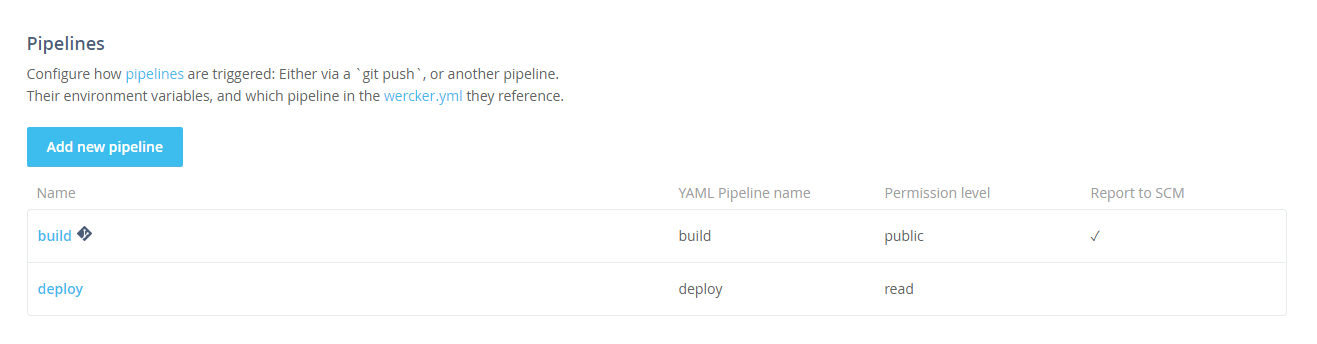 Pipelines
Configure how pipelines are triggered: Either via a `git push`, or another pipeline.
Their environment variables, and which pipeline in the wercker.yml they reference.
Add new pipeline
Name YAML Pipeline name Permission level Report to SCM
build build public ✓
deploy deploy read